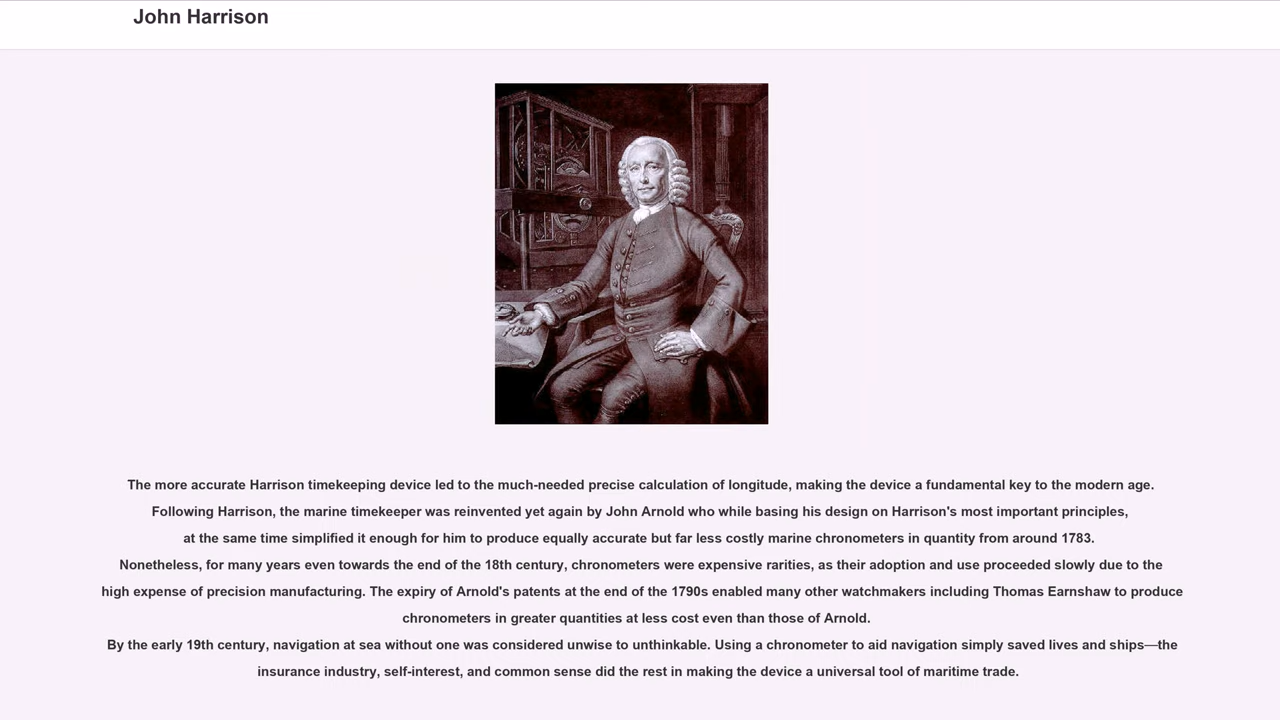 John Harrison
The more accurate Harrison timekeeping device led to the much-needed precise calculation of longitude, making the device a fundamental key to the modern age.
Following Harrison, the marine timekeeper was reinvented yet again by John Arnold who while basing his design on Harrison's most important principles,
at the same time simplified it enough for him to produce equally accurate but far less costly marine chronometers in quantity from around 1783.
Nonetheless, for many years even towards the end of the 18th century, chronometers were expensive rarities, as their adoption and use proceeded slowly due to the
high expense of precision manufacturing. The expiry of Arnold's patents at the end of the 1790s enabled many other watchmakers including Thomas Earnshaw to produce
chronometers in greater quantities at less cost even than those of Arnold.
By the early 19th century, navigation at sea without one was considered unwise to unthinkable. Using a chronometer to aid navigation simply saved lives and ships—the
insurance industry, self-interest, and common sense did the rest in making the device a universal tool of maritime trade.